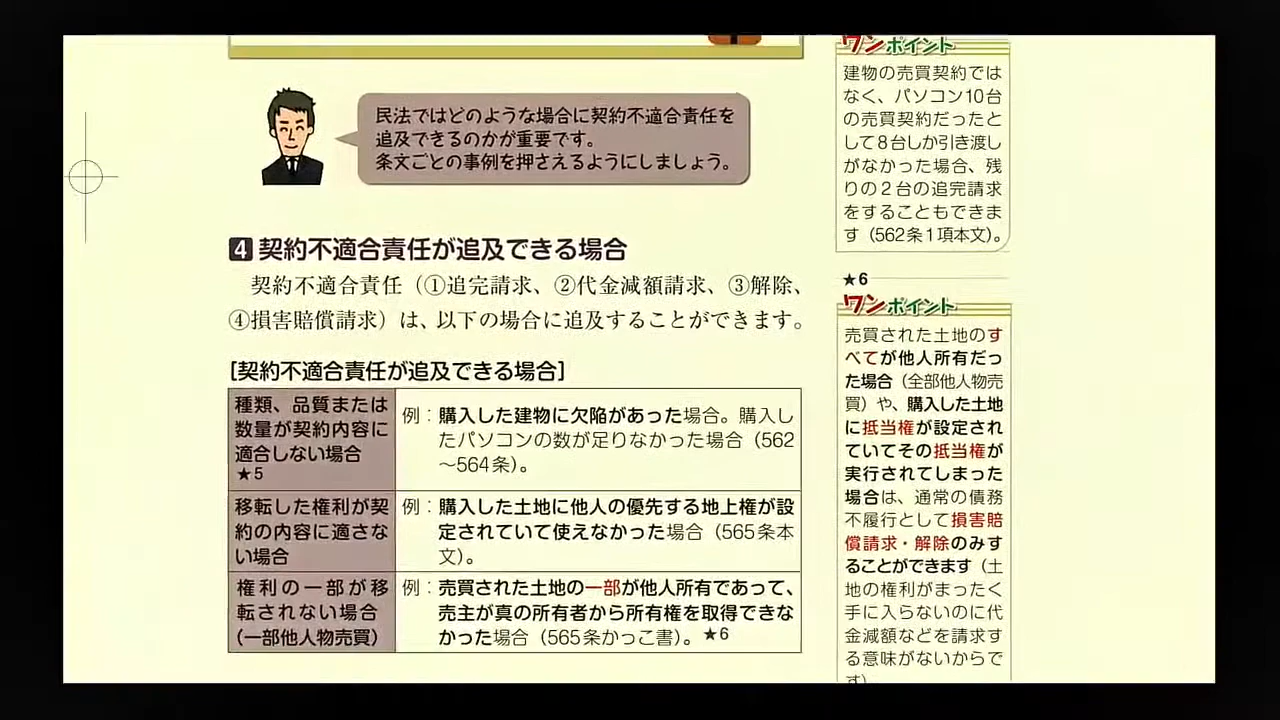 民法ではどのような場合に契約不適合責任を
追及できるのかが重要です。
条文ごとの事例を押さえるようにしましょう。
4 契約不適合責任が追及できる場合
契約不適合責任（①追完請求、②代金減額請求、③解除、
④損害賠償請求）は、以下の場合に追及することができます。
[契約不適合責任が追及できる場合]
種類、品質または
数量が契約内容に
適合しない場合
★5
例：購入した建物に欠陥があった場合。購入し
たパソコンの数が足りなかった場合（562
〜564条）。
移転した権利が契
約の内容に適さな
い場合
例：購入した土地に他人の優先する地上権が設
定されていて使えなかった場合（565条本
文）。
権利の一部が移
転されない場合
（一部他人物売買）
例：売買された土地の一部が他人所有であって、
売主が真の所有者から所有権を取得できな
かった場合（565条かっこ書）。★6
ワンポイント
建物の売買契約では
なく、パソコン10台
の売買契約だったと
して8台しか引き渡し
がなかった場合、残
りの2台の追完請求
をすることもできま
す（562条1項本文）。
★6
ワンポイント
売買された土地のす
べてが他人所有だっ
た場合（全部他人物売
買）や、購入した土地
に抵当権が設定され
ていてその抵当権が
実行されてしまった
場合は、通常の債務
不履行として損害賠
償請求・解除のみす
ることができます（土
地の権利がまったく
手に入らないのに代
金減額などを請求す
る意味がないからで
す）